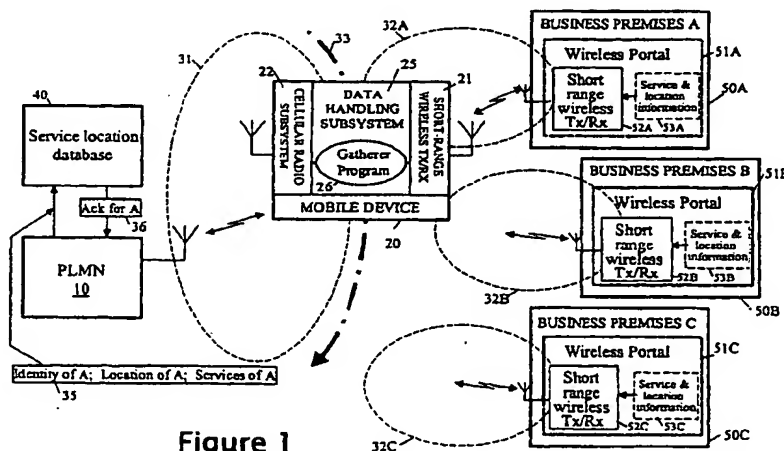 40
Service location
database
Ack for A
36
PLMN
10
Identity of A; Location of A; Services of A
35
31
33
22
25
21
CELLULAR RADIO
SUBSYSTEM
DATA
HANDLING
SUBSYSTEM
SHORT-RANGE
WIRELESS TX/RX
Gatherer
Program
26
MOBILE DEVICE
20
32A
BUSINESS PREMISES A
Wireless Portal
51A
50A
Short
range
wireless
Tx/Rx
52A
Service &
location
information
53A
32B
BUSINESS PREMISES B
51B
Wireless Portal
Short
range
wireless
Tx/Rx
52B
Service &
location
information
53B
50B
32C
BUSINESS PREMISES C
Wireless Portal
51C
Short
range
wireless
Tx/Rx
52C
Service &
location
information
53C
50C
Figure 1